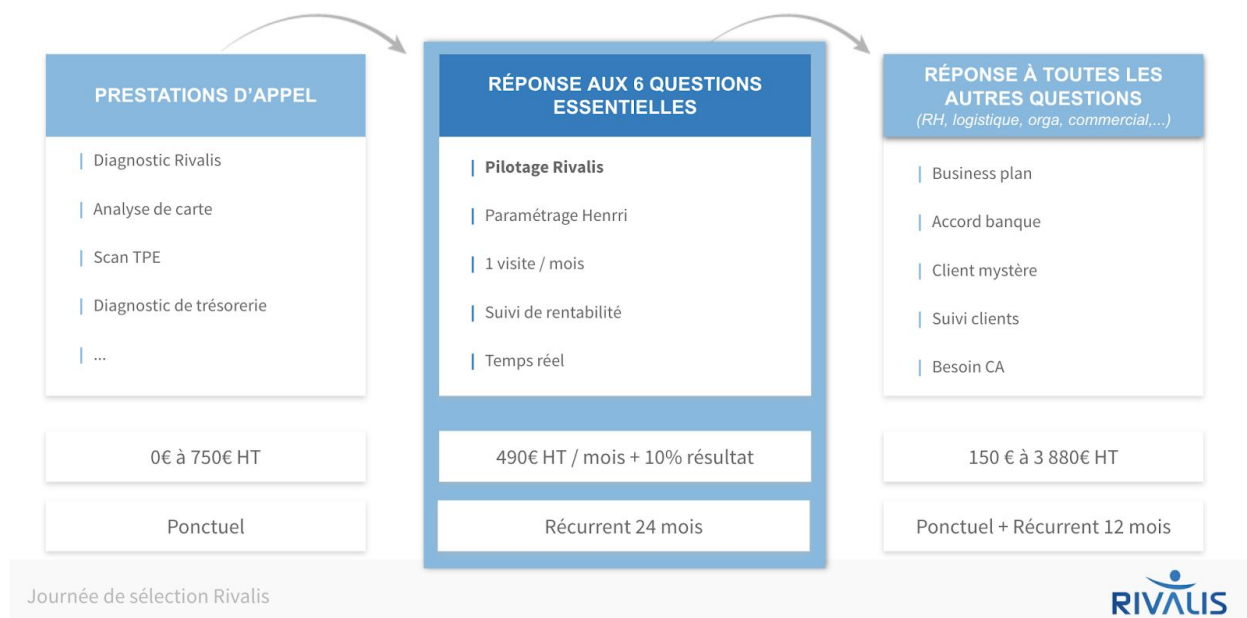 PRESTATIONS D'APPEL
| Diagnostic Rivalis
| Analyse de carte
| Scan TPE
| Diagnostic de trésorerie
| ...
0€ à 750€ HT
Ponctuel
RÉPONSE AUX 6 QUESTIONS
ESSENTIELLES
| Pilotage Rivalis
| Paramétrage Henrri
| 1 visite / mois
| Suivi de rentabilité
| Temps réel
490€ HT / mois + 10% résultat
Récurrent 24 mois
RÉPONSE À TOUTES LES
AUTRES QUESTIONS
(RH, logistique, orga, commercial,...)
| Business plan
| Accord banque
| Client mystère
| Suivi clients
| Besoin CA
150 € à 3 880€ HT
Ponctuel + Récurrent 12 mois
Journée de sélection Rivalis
RIVALIS